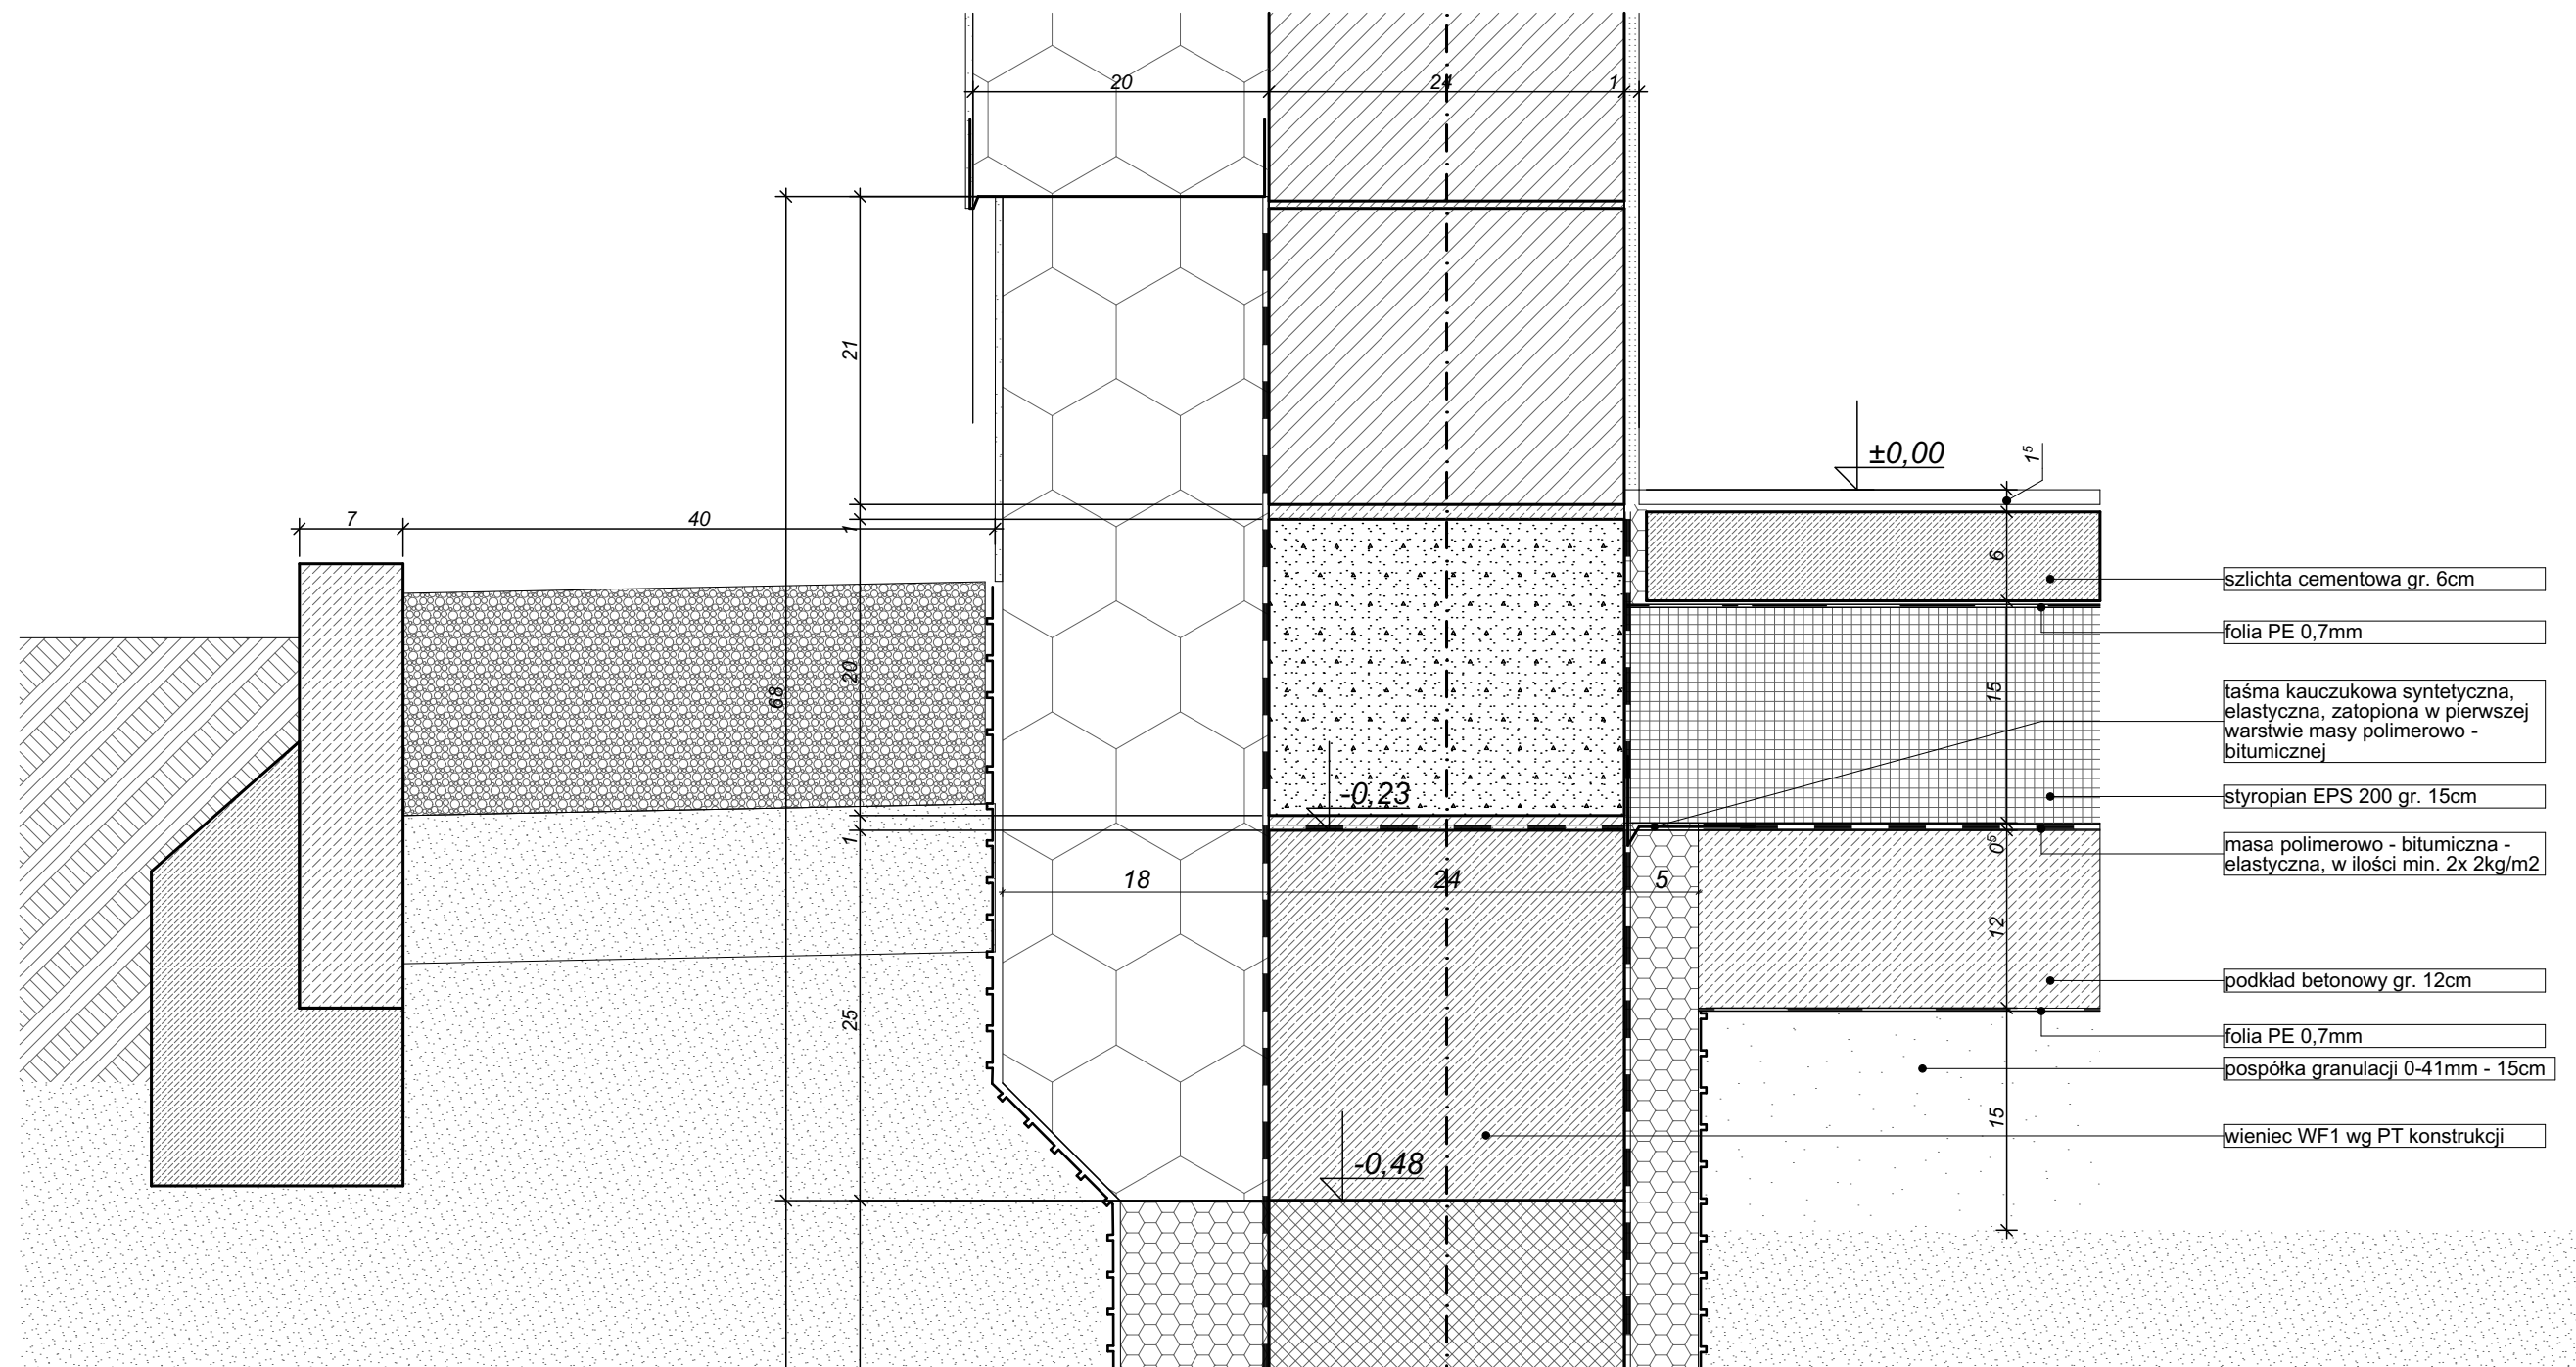 20
24
1
21
±0,00
1⁵
7
40
1
6
szlichta cementowa gr. 6cm
folia PE 0,7mm
68
20
15
taśma kauczukowa syntetyczna,
elastyczna, zatopiona w pierwszej
warstwie masy polimerowo -
bitumicznej
-0,23
styropian EPS 200 gr. 15cm
1
0⁵
masa polimerowo - bitumiczna -
elastyczna, w ilości min. 2x 2kg/m2
18
24
5
12
podkład betonowy gr. 12cm
25
folia PE 0,7mm
pospółka granulacji 0-41mm - 15cm
15
wieniec WF1 wg PT konstrukcji
-0,48